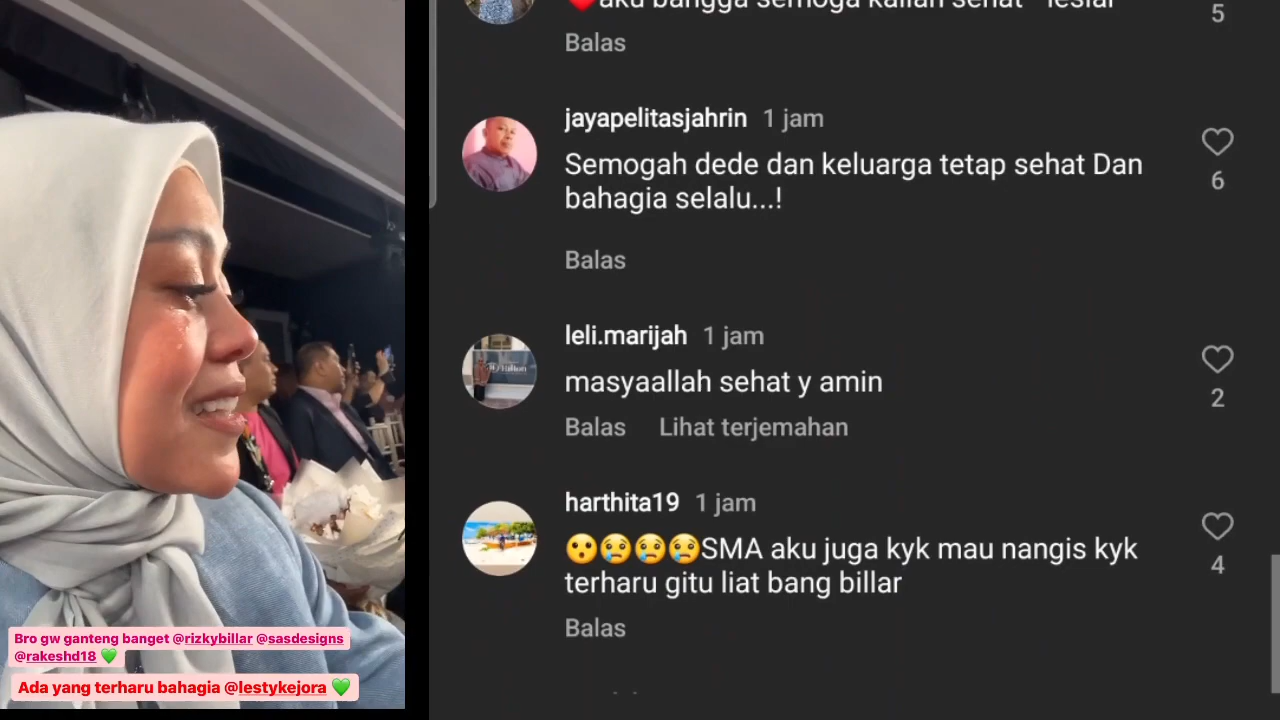 Bro gw ganteng banget @rizkybillar @sasdesigns
@rakeshd18 💚
Ada yang terharu bahagia @lestykejora 💚
❤️aku bangga semoga kalian sehat
5
Balas
jayapelitasjahrin 1 jam
Semogah dede dan keluarga tetap sehat Dan
bahagia selalu...!
6
Balas
leli.marijah 1 jam
masyaallah sehat y amin
2
Balas Lihat terjemahan
harthita19 1 jam
😯😢😢😢SMA aku juga kyk mau nangis kyk
terharu gitu liat bang billar
4
Balas